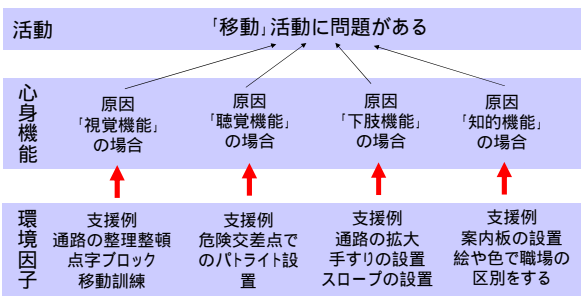 活動
「移動」活動に問題がある
心身機能
原因
「視覚機能」
の場合
原因
「聴覚機能」
の場合
原因
「下肢機能」
の場合
原因
「知的機能」
の場合
環境因子
支援例
通路の整理整頓
点字ブロック
移動訓練
支援例
危険交差点で
のパトライト設
置
支援例
通路の拡大
手すりの設置
スロープの設置
支援例
案内板の設置
絵や色で職場の
区別をする